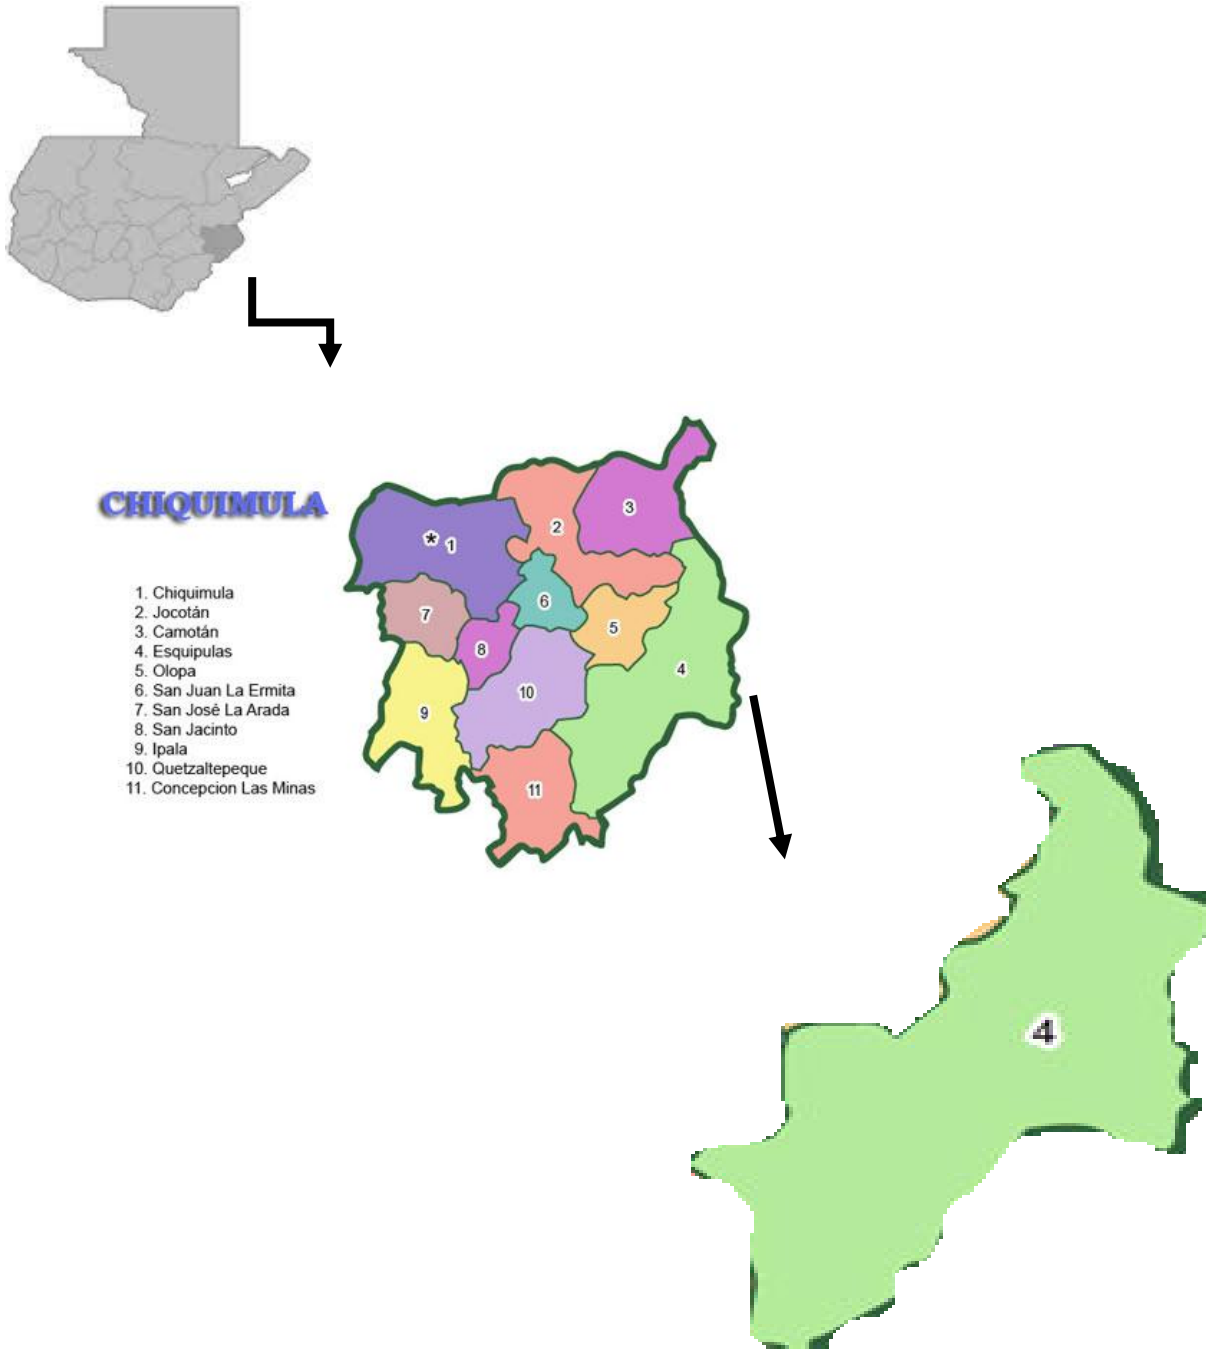 CHIQUIMULA
1. Chiquimula
2. Jocotán
3. Camotán
4. Esquipulas
5. Olopa
6. San Juan La Ermita
7. San José La Arada
8. San Jacinto
9. Ipala
10. Quetzaltepeque
11. Concepcion Las Minas
3
2
* 1
6
7
5
8
4
10
9
11
4